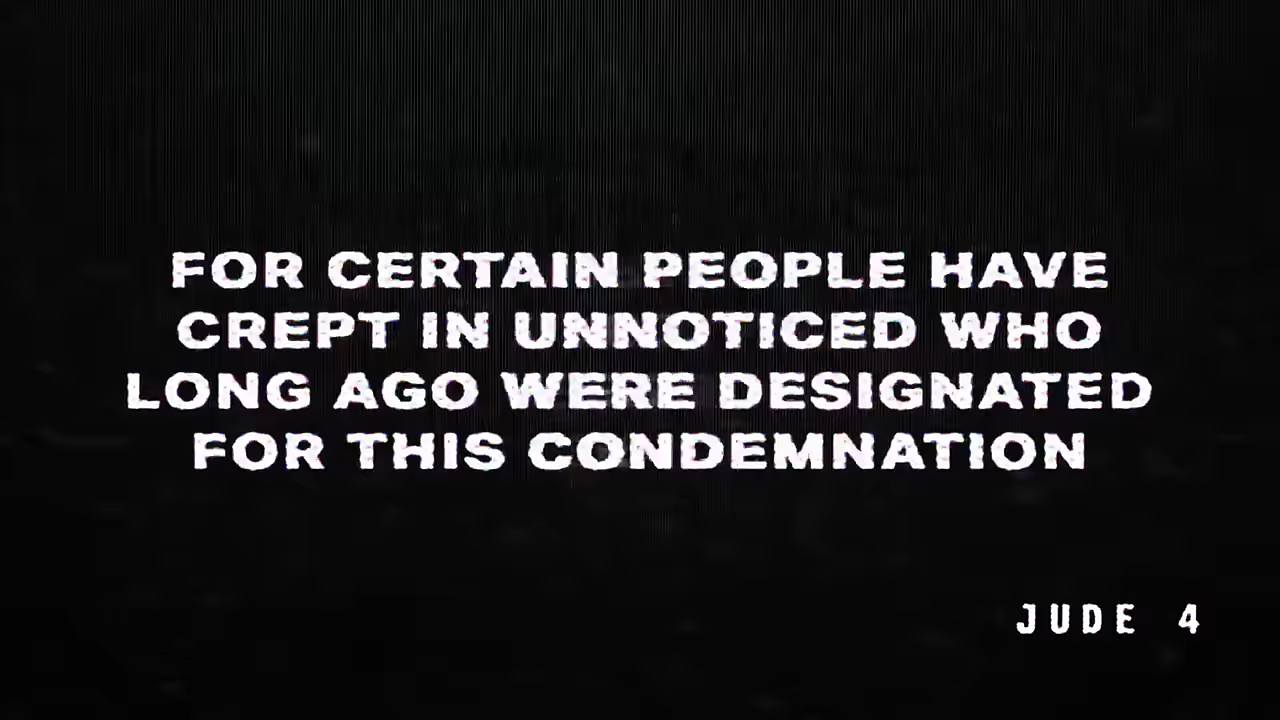 FOR CERTAIN PEOPLE HAVE
CREPT IN UNNOTICED WHO
LONG AGO WERE DESIGNATED
FOR THIS CONDEMNATION
JUDE 4